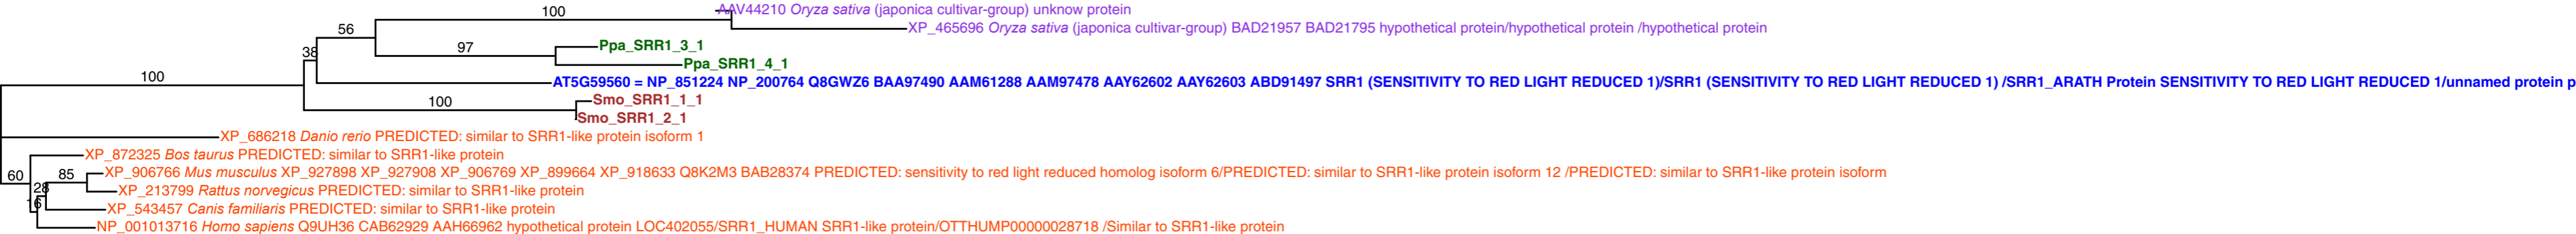 100 AAV44210 Oryza sativa (japonica cultivar-group) unknow protein
56 XP_465696 Oryza sativa (japonica cultivar-group) BAD21957 BAD21795 hypothetical protein/hypothetical protein /hypothetical protein
38 97 Ppa_SRR1_3_1
Ppa_SRR1_4_1
100 AT5G59560 = NP_851224 NP_200764 Q8GWZ6 BAA97490 AAM61288 AAM97478 AAY62602 AAY62603 ABD91497 SRR1 (SENSITIVITY TO RED LIGHT REDUCED 1)/SRR1 (SENSITIVITY TO RED LIGHT REDUCED 1) /SRR1_ARATH Protein SENSITIVITY TO RED LIGHT REDUCED 1/unnamed protein p
100 Smo_SRR1_1_1
Smo_SRR1_2_1
XP_686218 Danio rerio PREDICTED: similar to SRR1-like protein isoform 1
XP_872325 Bos taurus PREDICTED: similar to SRR1-like protein
60 85 XP_906766 Mus musculus XP_927898 XP_927908 XP_906769 XP_899664 XP_918633 Q8K2M3 BAB28374 PREDICTED: sensitivity to red light reduced homolog isoform 6/PREDICTED: similar to SRR1-like protein isoform 12 /PREDICTED: similar to SRR1-like protein isoform
28 XP_213799 Rattus norvegicus PREDICTED: similar to SRR1-like protein
16 XP_543457 Canis familiaris PREDICTED: similar to SRR1-like protein
NP_001013716 Homo sapiens Q9UH36 CAB62929 AAH66962 hypothetical protein LOC402055/SRR1_HUMAN SRR1-like protein/OTTHUMP00000028718 /Similar to SRR1-like protein